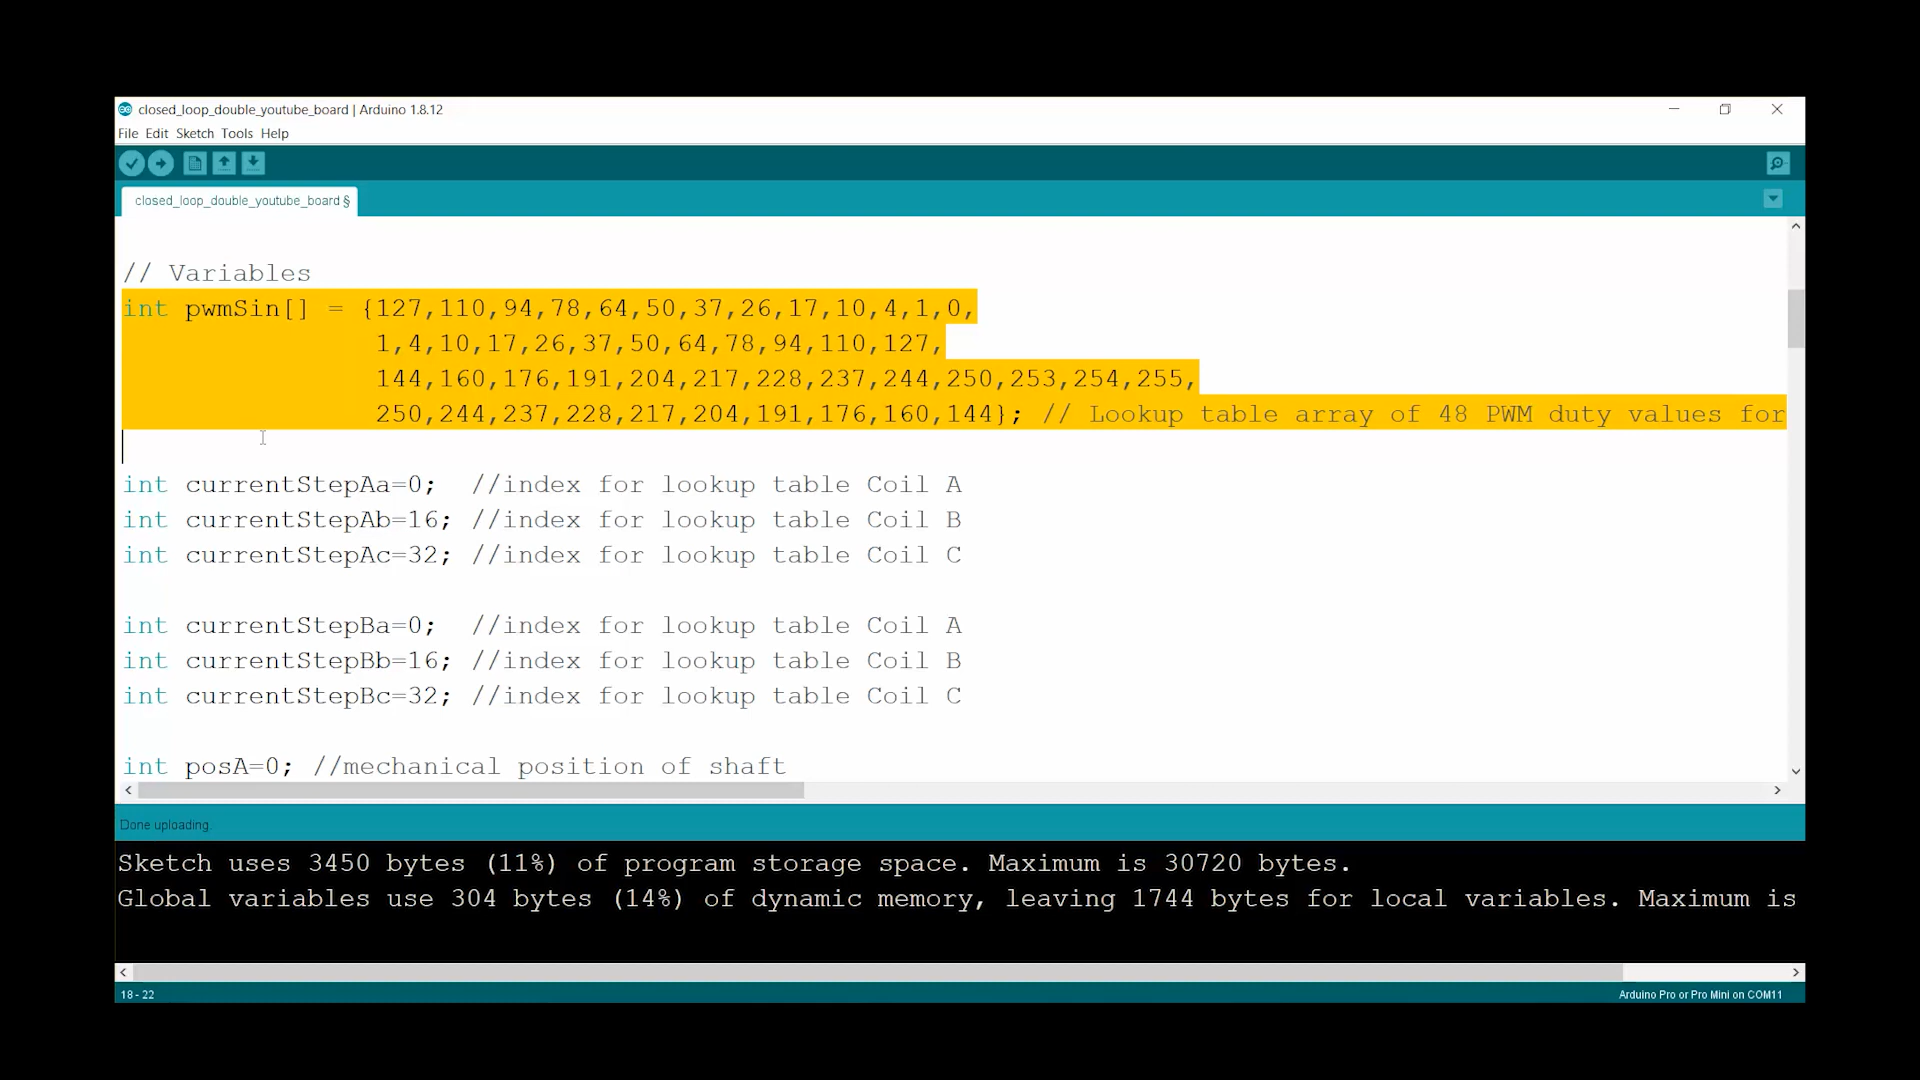 closed_loop_double_youtube_board | Arduino 1.8.12
File Edit Sketch Tools Help
closed_loop_double_youtube_board §
// Variables
int pwmSin[] = {127,110,94,78,64,50,37,26,17,10,4,1,0,
1,4,10,17,26,37,50,64,78,94,110,127,
144,160,176,191,204,217,228,237,244,250,253,254,255,
250,244,237,228,217,204,191,176,160,144}; // Lookup table array of 48 PWM duty values for
int currentStepAa=0; //index for lookup table Coil A
int currentStepAb=16; //index for lookup table Coil B
int currentStepAc=32; //index for lookup table Coil C
int currentStepBa=0; //index for lookup table Coil A
int currentStepBb=16; //index for lookup table Coil B
int currentStepBc=32; //index for lookup table Coil C
int posA=0; //mechanical position of shaft
Done uploading.
Sketch uses 3450 bytes (11%) of program storage space. Maximum is 30720 bytes.
Global variables use 304 bytes (14%) of dynamic memory, leaving 1744 bytes for local variables. Maximum is
18 - 22
Arduino Pro or Pro Mini on COM11